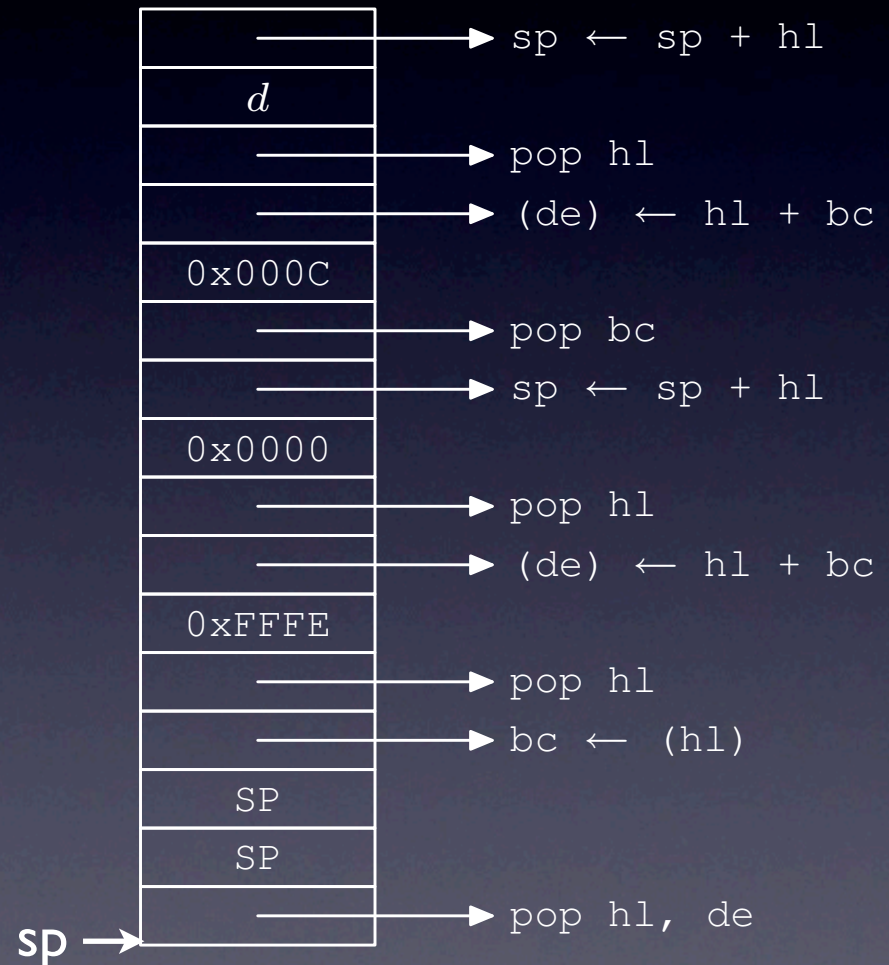 sp ← sp + hl
d
pop hl
(de) ← hl + bc
0x000C
pop bc
sp ← sp + hl
0x0000
pop hl
(de) ← hl + bc
0xFFFE
pop hl
bc ← (hl)
SP
SP
pop hl, de
sp